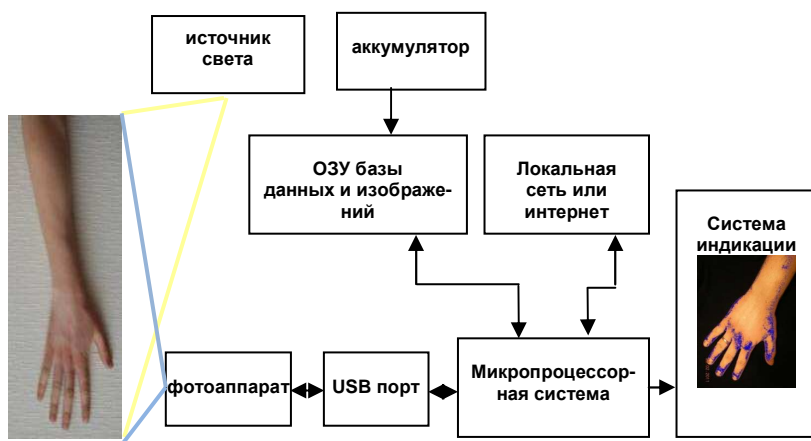 источник
света
аккумулятор
ОЗУ базы
данных и изображе-
ний
Локальная
сеть или
интернет
Система
индикации
фотоаппарат
USB порт
Микропроцессор-
ная система